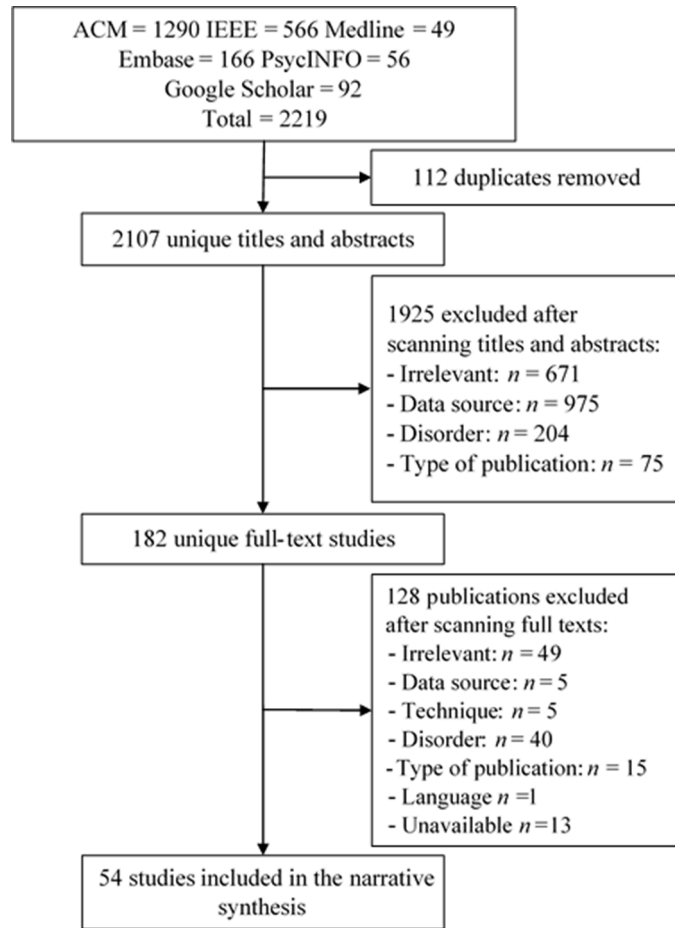 ACM = 1290 IEEE = 566 Medline = 49
Embase = 166 PsycINFO = 56
Google Scholar = 92
Total = 2219
112 duplicates removed
2107 unique titles and abstracts
1925 excluded after
scanning titles and abstracts:
- Irrelevant: n = 671
- Data source: n = 975
- Disorder: n = 204
- Type of publication: n = 75
182 unique full-text studies
128 publications excluded
after scanning full texts:
- Irrelevant: n = 49
- Data source: n = 5
- Technique: n = 5
- Disorder: n = 40
-Type of publication: n = 15
- Language n =1
- Unavailable n=13
54 studies included in the narrative
synthesis